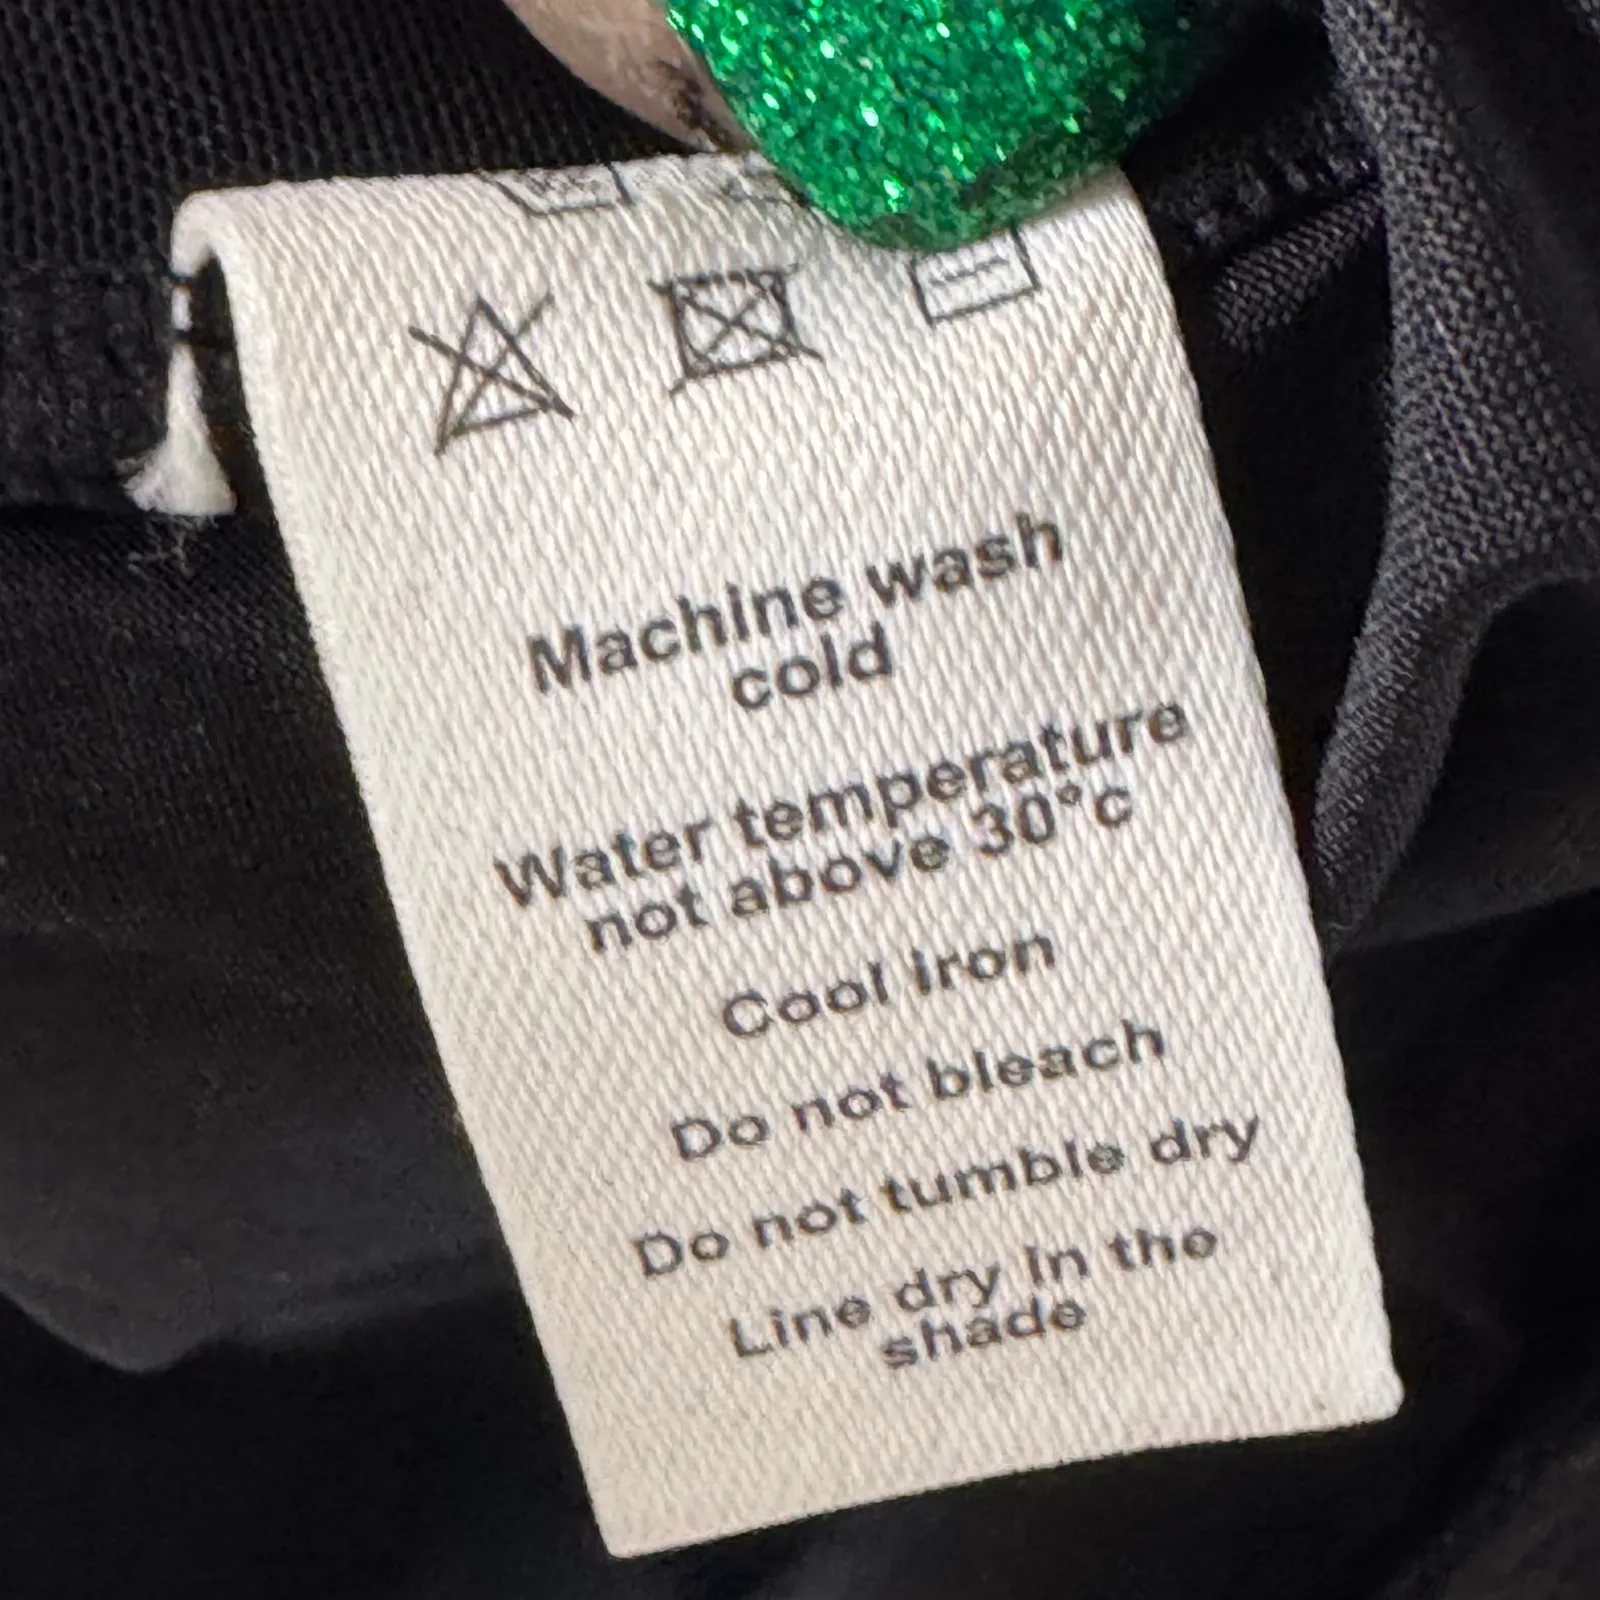 Machine wash
cold
Water temperature
not above 30°c
Cool iron
Do not bleach
Do not tumble dry
Line dry in the
shade